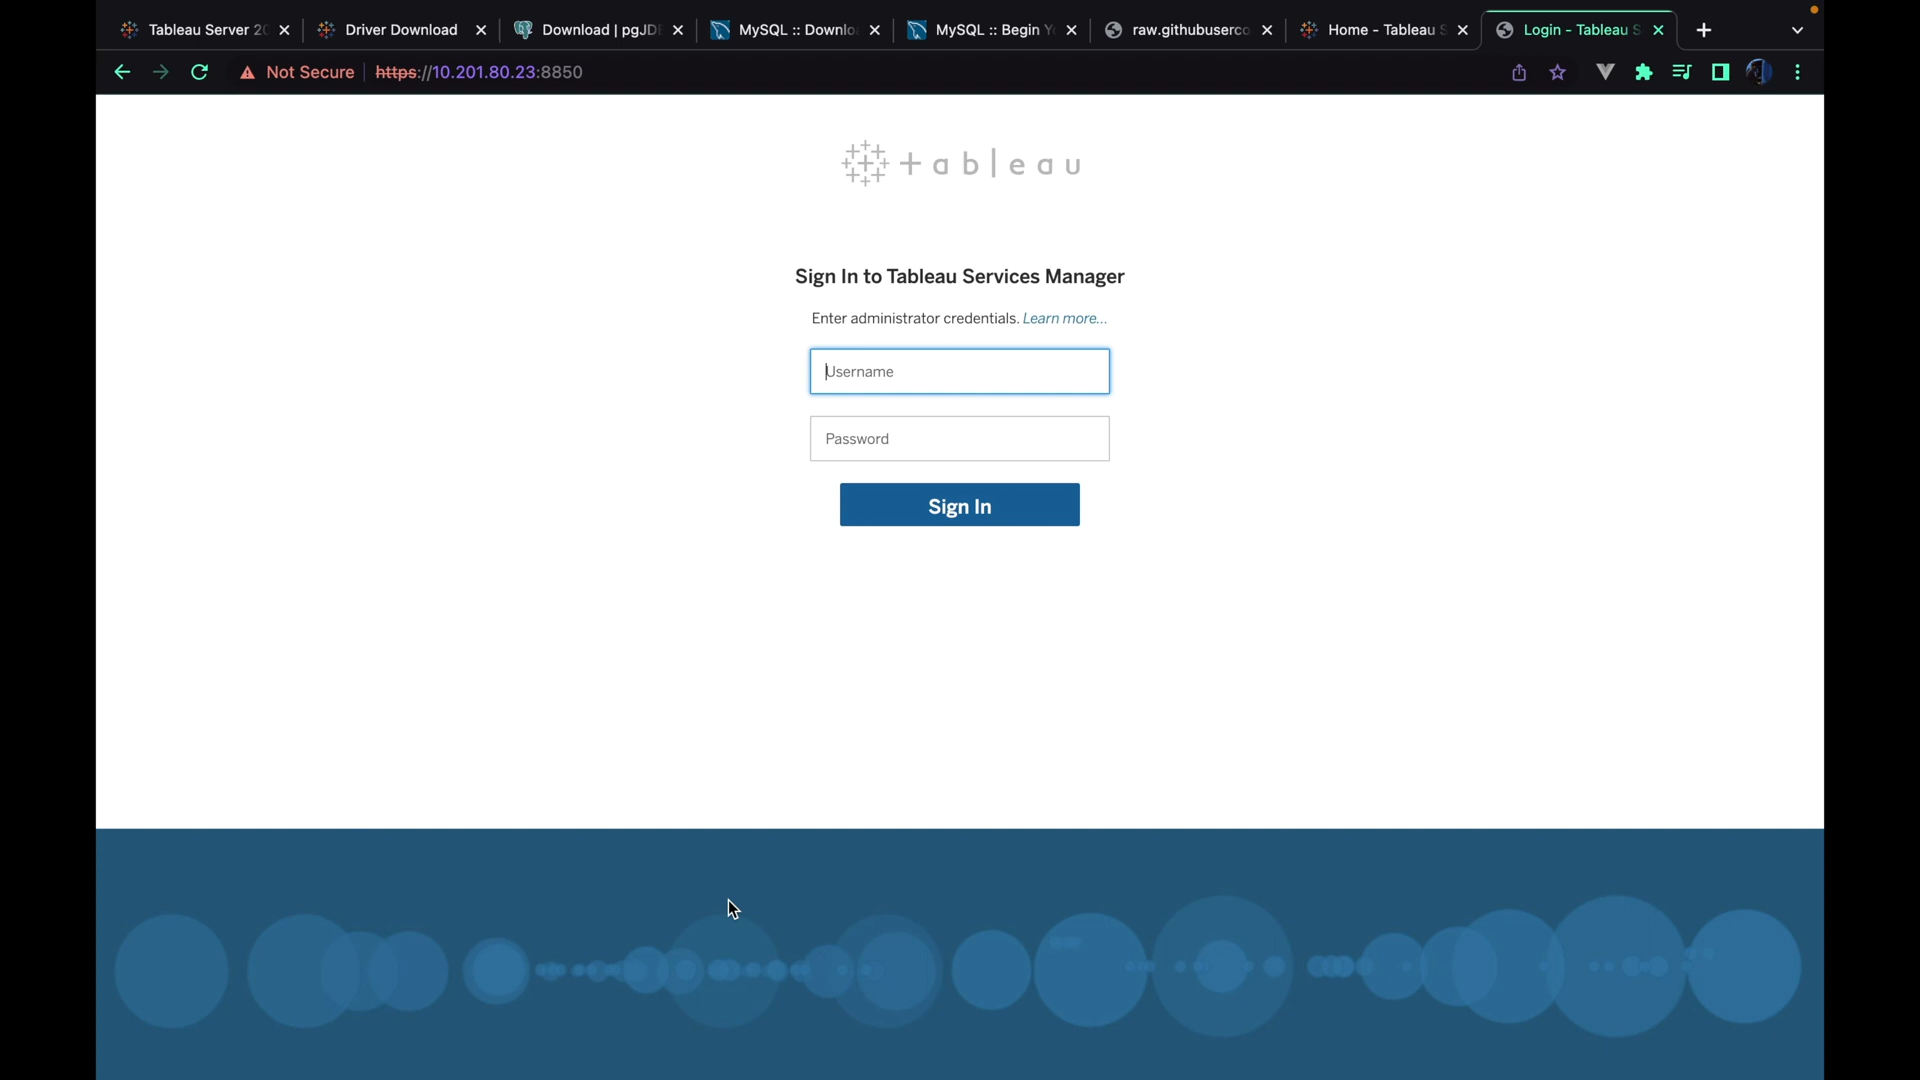 Tableau Server 20
Driver Download
Download | pgJD
MySQL :: Downlo
MySQL :: Begin Y
raw.githubuserco
Home - Tableau S
Login - Tableau S
Not Secure
https://10.201.80.23:8850
+ableau
Sign In to Tableau Services Manager
Enter administrator credentials. Learn more...
Username
Password
Sign In